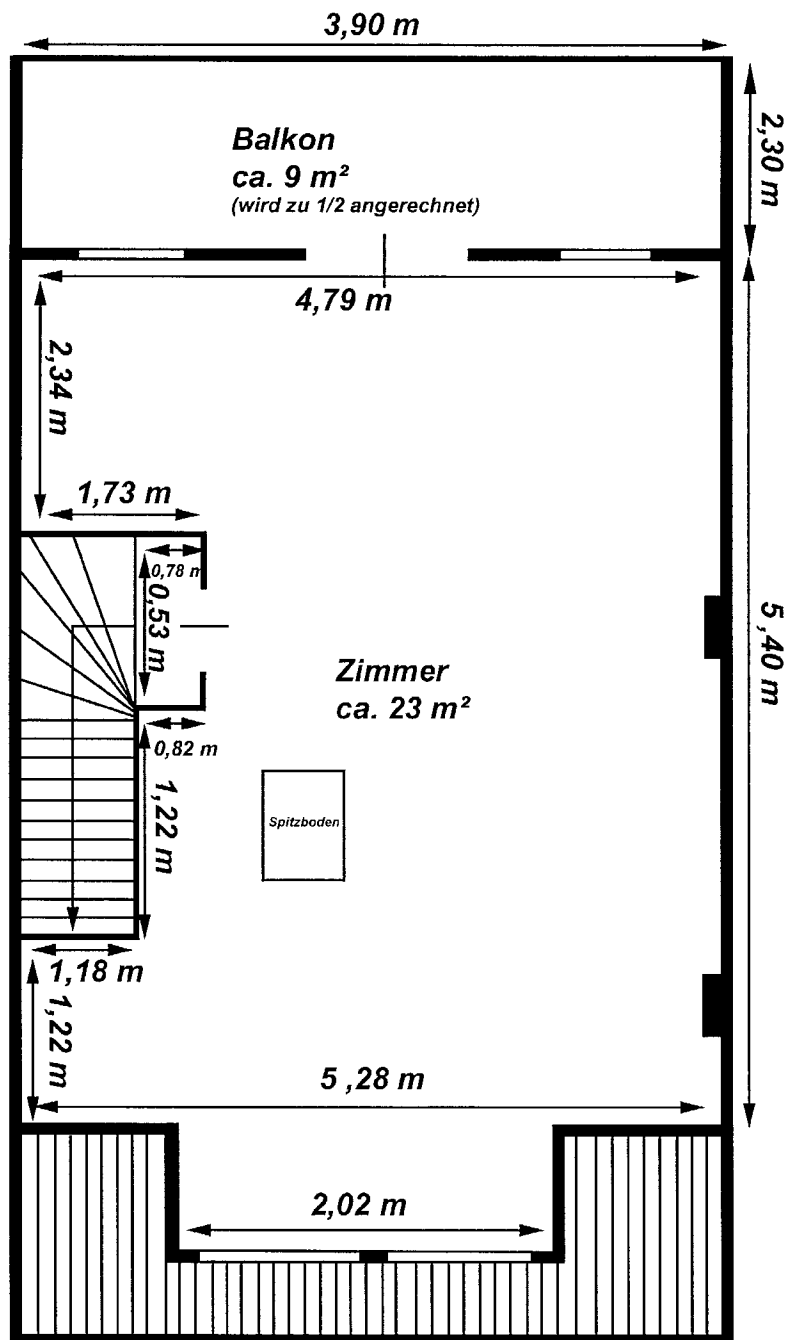 3,90 m
2,30 m
Balkon
ca. 9 m²
(wird zu 1/2 angerechnet)
4,79 m
2,34 m
1,73 m
0,78 m
0,53 m
5 ,40 m
Zimmer
ca. 23 m²
0,82 m
1,22 m
Spitzboden
1,18 m
1,22 m
5 ,28 m
2,02 m